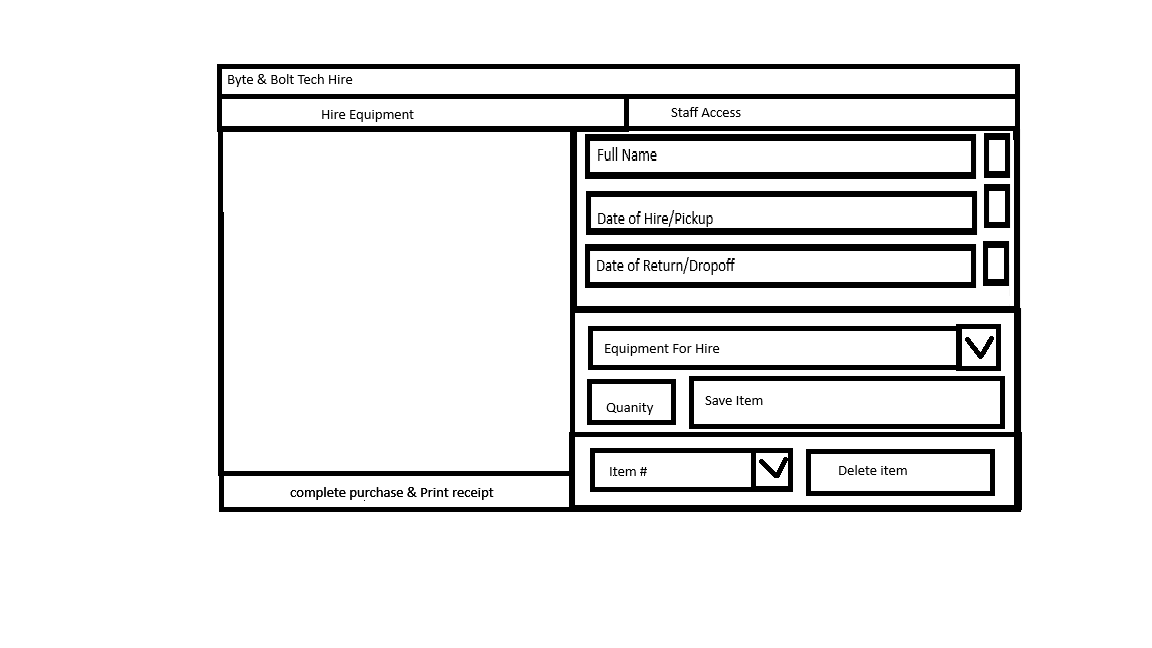 Byte & Bolt Tech Hire
Hire Equipment
Staff Access
Full Name
Date of Hire/Pickup
Date of Return/Dropoff
Equipment For Hire
Quanity
Save Item
Item #
Delete item
complete purchase & Print receipt